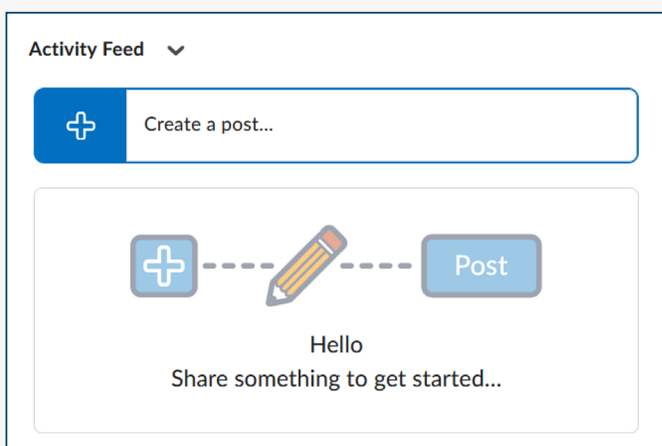 Activity Feed
Create a post...
Post
Hello
Share something to get started...